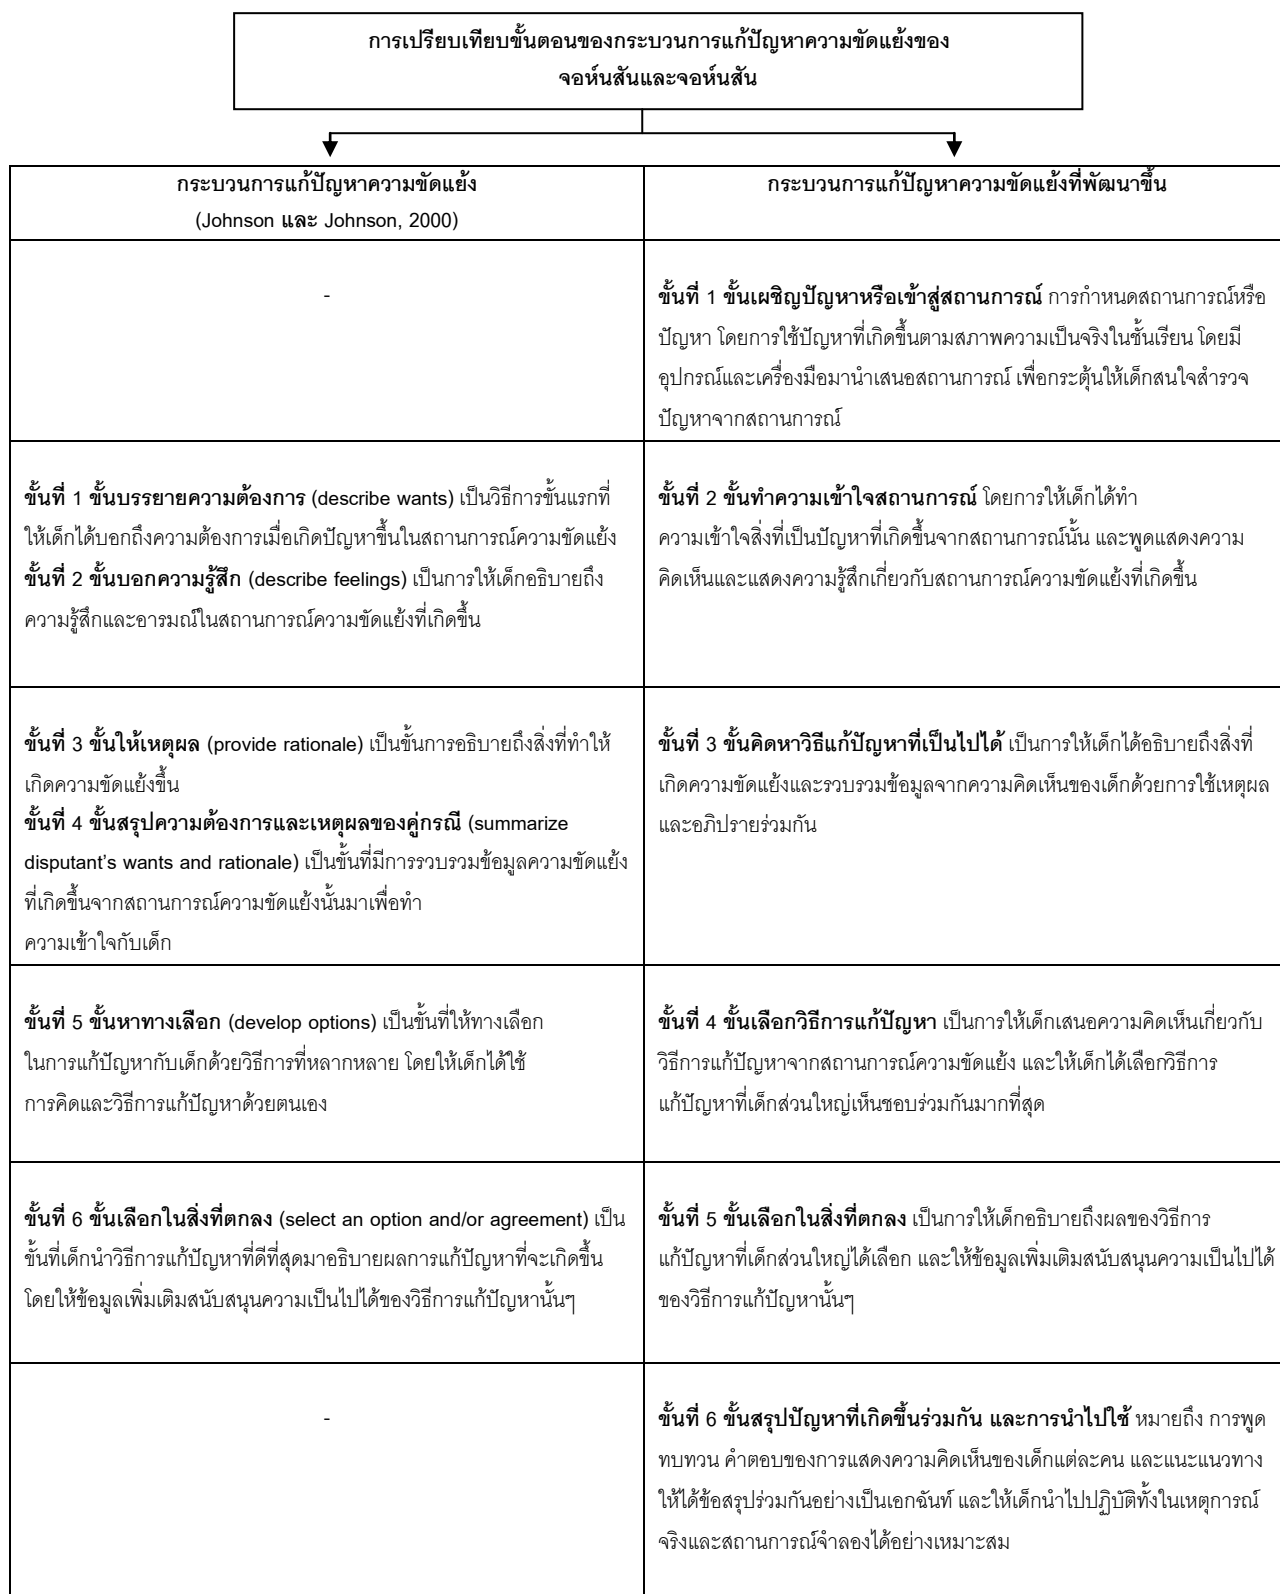 การเปรียบเทียบขั้นตอนของกระบวนการแก้ปัญหาความขัดแย้งของ
จอห์นสันและจอห์นสัน
กระบวนการแก้ปัญหาความขัดแย้ง
(Johnson และ Johnson, 2000)
กระบวนการแก้ปัญหาความขัดแย้งที่พัฒนาขึ้น
-
ขั้นที่ 1 ขั้นเผชิญปัญหาหรือเข้าสู่สถานการณ์ การกำหนดสถานการณ์หรือ
ปัญหา โดยการใช้ปัญหาที่เกิดขึ้นตามสภาพความเป็นจริงในชั้นเรียน โดยมี
อุปกรณ์และเครื่องมือมานำเสนอสถานการณ์ เพื่อกระตุ้นให้เด็กสนใจสำรวจ
ปัญหาจากสถานการณ์
ขั้นที่ 1 ขั้นบรรยายความต้องการ (describe wants) เป็นวิธีการขั้นแรกที่
ให้เด็กได้บอกถึงความต้องการเมื่อเกิดปัญหาขึ้นในสถานการณ์ความขัดแย้ง
ขั้นที่ 2 ขั้นบอกความรู้สึก (describe feelings) เป็นการให้เด็กอธิบายถึง
ความรู้สึกและอารมณ์ในสถานการณ์ความขัดแย้งที่เกิดขึ้น
ขั้นที่ 2 ขั้นทำความเข้าใจสถานการณ์ โดยการให้เด็กได้ทำ
ความเข้าใจสิ่งที่เป็นปัญหาที่เกิดขึ้นจากสถานการณ์นั้น และพูดแสดงความ
คิดเห็นและแสดงความรู้สึกเกี่ยวกับสถานการณ์ความขัดแย้งที่เกิดขึ้น
ขั้นที่ 3 ขั้นให้เหตุผล (provide rationale) เป็นขั้นการอธิบายถึงสิ่งที่ทำให้
เกิดความขัดแย้งขึ้น
ขั้นที่ 4 ขั้นสรุปความต้องการและเหตุผลของคู่กรณี (summarize
disputant's wants and rationale) เป็นขั้นที่มีการรวบรวมข้อมูลความขัดแย้ง
ที่เกิดขึ้นจากสถานการณ์ความขัดแย้งนั้นมาเพื่อทำ
ความเข้าใจกับเด็ก
ขั้นที่ 3 ขั้นคิดหาวิธีแก้ปัญหาที่เป็นไปได้ เป็นการให้เด็กได้อธิบายถึงสิ่งที่
เกิดความขัดแย้งและรวบรวมข้อมูลจากความคิดเห็นของเด็กด้วยการใช้เหตุผล
และอภิปรายร่วมกัน
ขั้นที่ 5 ขั้นหาทางเลือก (develop options) เป็นขั้นที่ให้ทางเลือก
ในการแก้ปัญหากับเด็กด้วยวิธีการที่หลากหลาย โดยให้เด็กได้ใช้
การคิดและวิธีการแก้ปัญหาด้วยตนเอง
ขั้นที่ 4 ขั้นเลือกวิธีการแก้ปัญหา เป็นการให้เด็กเสนอความคิดเห็นเกี่ยวกับ
วิธีการแก้ปัญหาจากสถานการณ์ความขัดแย้ง และให้เด็กได้เลือกวิธีการ
แก้ปัญหาที่เด็กส่วนใหญ่เห็นชอบร่วมกันมากที่สุด
ขั้นที่ 6 ขั้นเลือกในสิ่งที่ตกลง (select an option and/or agreement) เป็น
ขั้นที่เด็กนำวิธีการแก้ปัญหาที่ดีที่สุดมาอธิบายผลการแก้ปัญหาที่จะเกิดขึ้น
โดยให้ข้อมูลเพิ่มเติมสนับสนุนความเป็นไปได้ของวิธีการแก้ปัญหานั้นๆ
ขั้นที่ 5 ขั้นเลือกในสิ่งที่ตกลง เป็นการให้เด็กอธิบายถึงผลของวิธีการ
แก้ปัญหาที่เด็กส่วนใหญ่ได้เลือก และให้ข้อมูลเพิ่มเติมสนับสนุนความเป็นไปได้
ของวิธีการแก้ปัญหานั้นๆ
-
ขั้นที่ 6 ขั้นสรุปปัญหาที่เกิดขึ้นร่วมกัน และการนำไปใช้ หมายถึง การพูด
ทบทวน คำตอบของการแสดงความคิดเห็นของเด็กแต่ละคน และแนะแนวทาง
ให้ได้ข้อสรุปร่วมกันอย่างเป็นเอกฉันท์ และให้เด็กนำไปปฏิบัติทั้งในเหตุการณ์
จริงและสถานการณ์จำลองได้อย่างเหมาะสม